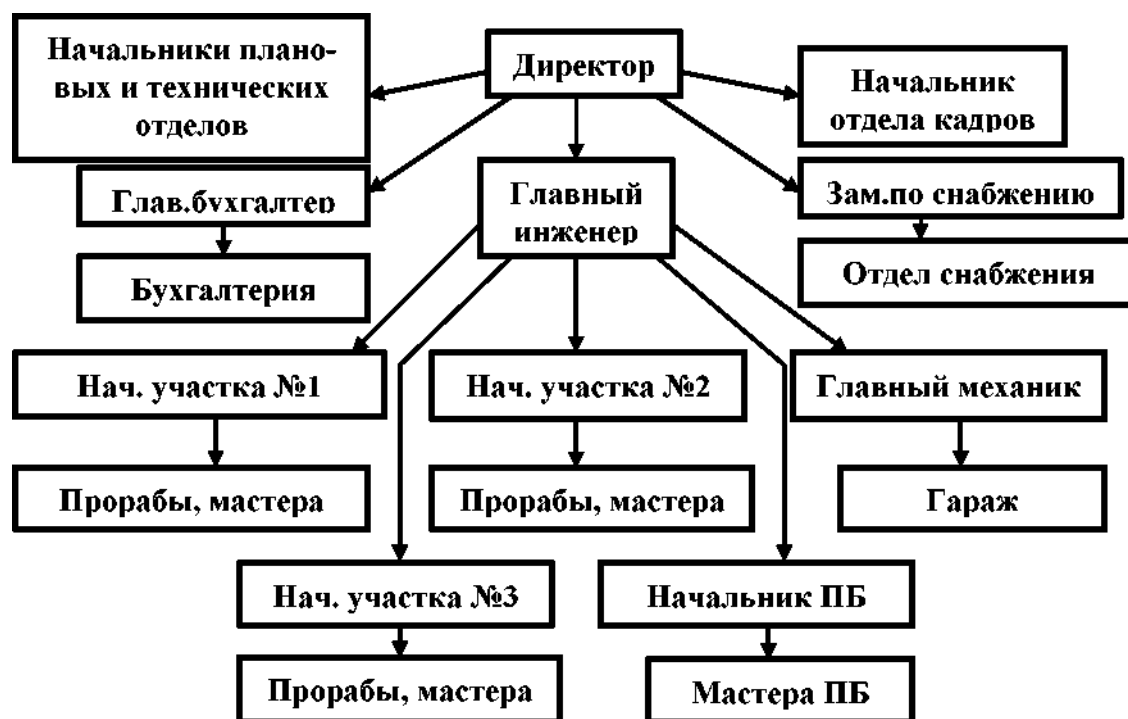 Начальники плано-
вых и технических
отделов
Директор
Начальник
отдела кадров
Глав.бухгалтер
Главный
инженер
Зам.по снабжению
Бухгалтерия
Отдел снабжения
Нач. участка №1
Нач. участка №2
Главный механик
Прорабы, мастера
Прорабы, мастера
Гараж
Нач. участка №3
Начальник ПБ
Прорабы, мастера
Мастера ПБ